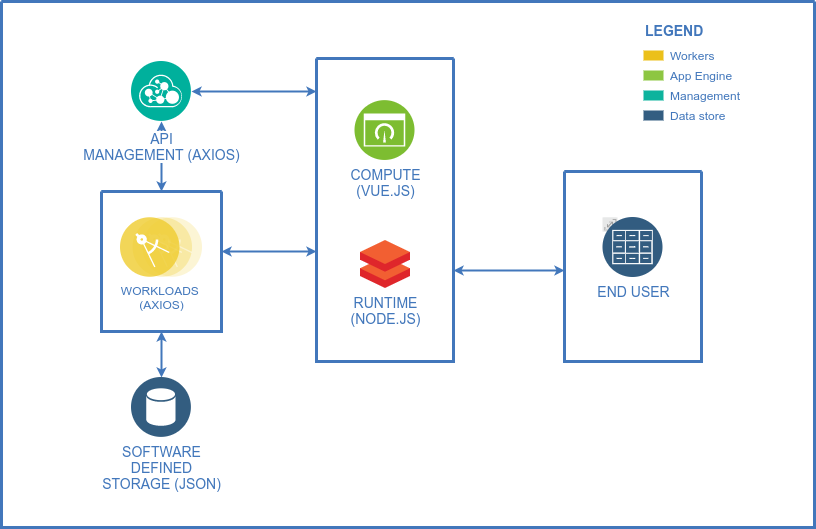 LEGEND
Workers
App Engine
Management
Data store
API
MANAGEMENT (AXIOS)
COMPUTE
(VUE.JS)
WORKLOADS
(AXIOS)
RUNTIME
(NODE.JS)
END USER
SOFTWARE
DEFINED
STORAGE (JSON)